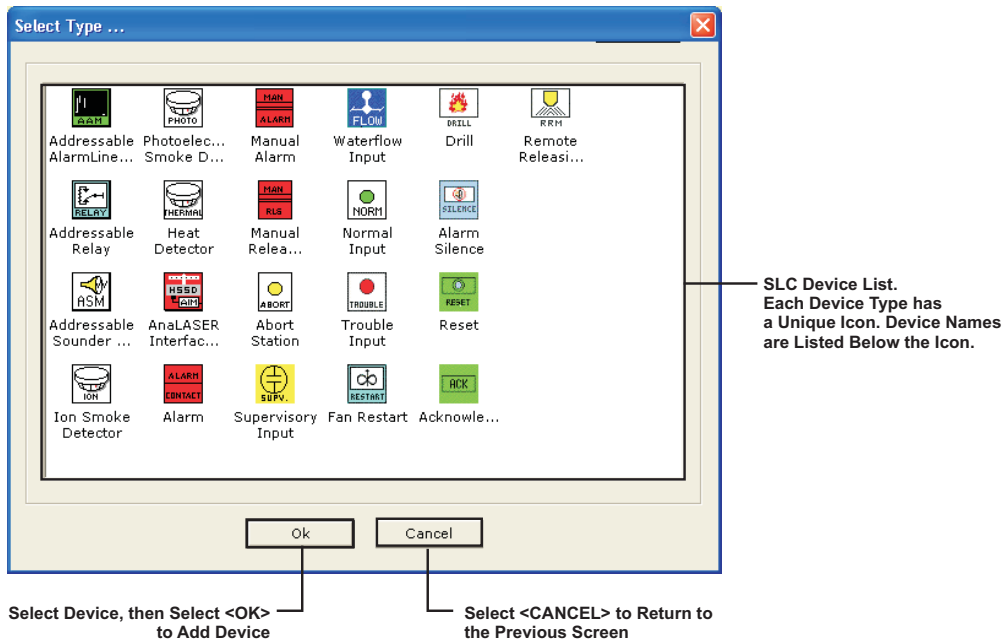 Select Type ...
AAM
PHOTO
MAN
ALARM
FLOW
DRILL
RRM
Addressable
AlarmLine...
Photoelec...
Smoke D...
Manual
Alarm
Waterflow
Input
Drill
Remote
Releasi...
RELAY
THERMAL
MAN
RLS
NORM
SILENCE
Addressable
Relay
Heat
Detector
Manual
Relea...
Normal
Input
Alarm
Silence
ASM
HSSD
AIM
ABORT
TROUBLE
RESET
Addressable
Sounder ...
AnaLASER
Interfac...
Abort
Station
Trouble
Input
Reset
ION
ALARM
CONTACT
SUPV.
RESTART
ACK
Ion Smoke
Detector
Alarm
Supervisory
Input
Fan Restart
Acknowle...
SLC Device List.
Each Device Type has
a Unique Icon. Device Names
are Listed Below the Icon.
Ok
Cancel
Select Device, then Select <OK>
to Add Device
Select <CANCEL> to Return to
the Previous Screen